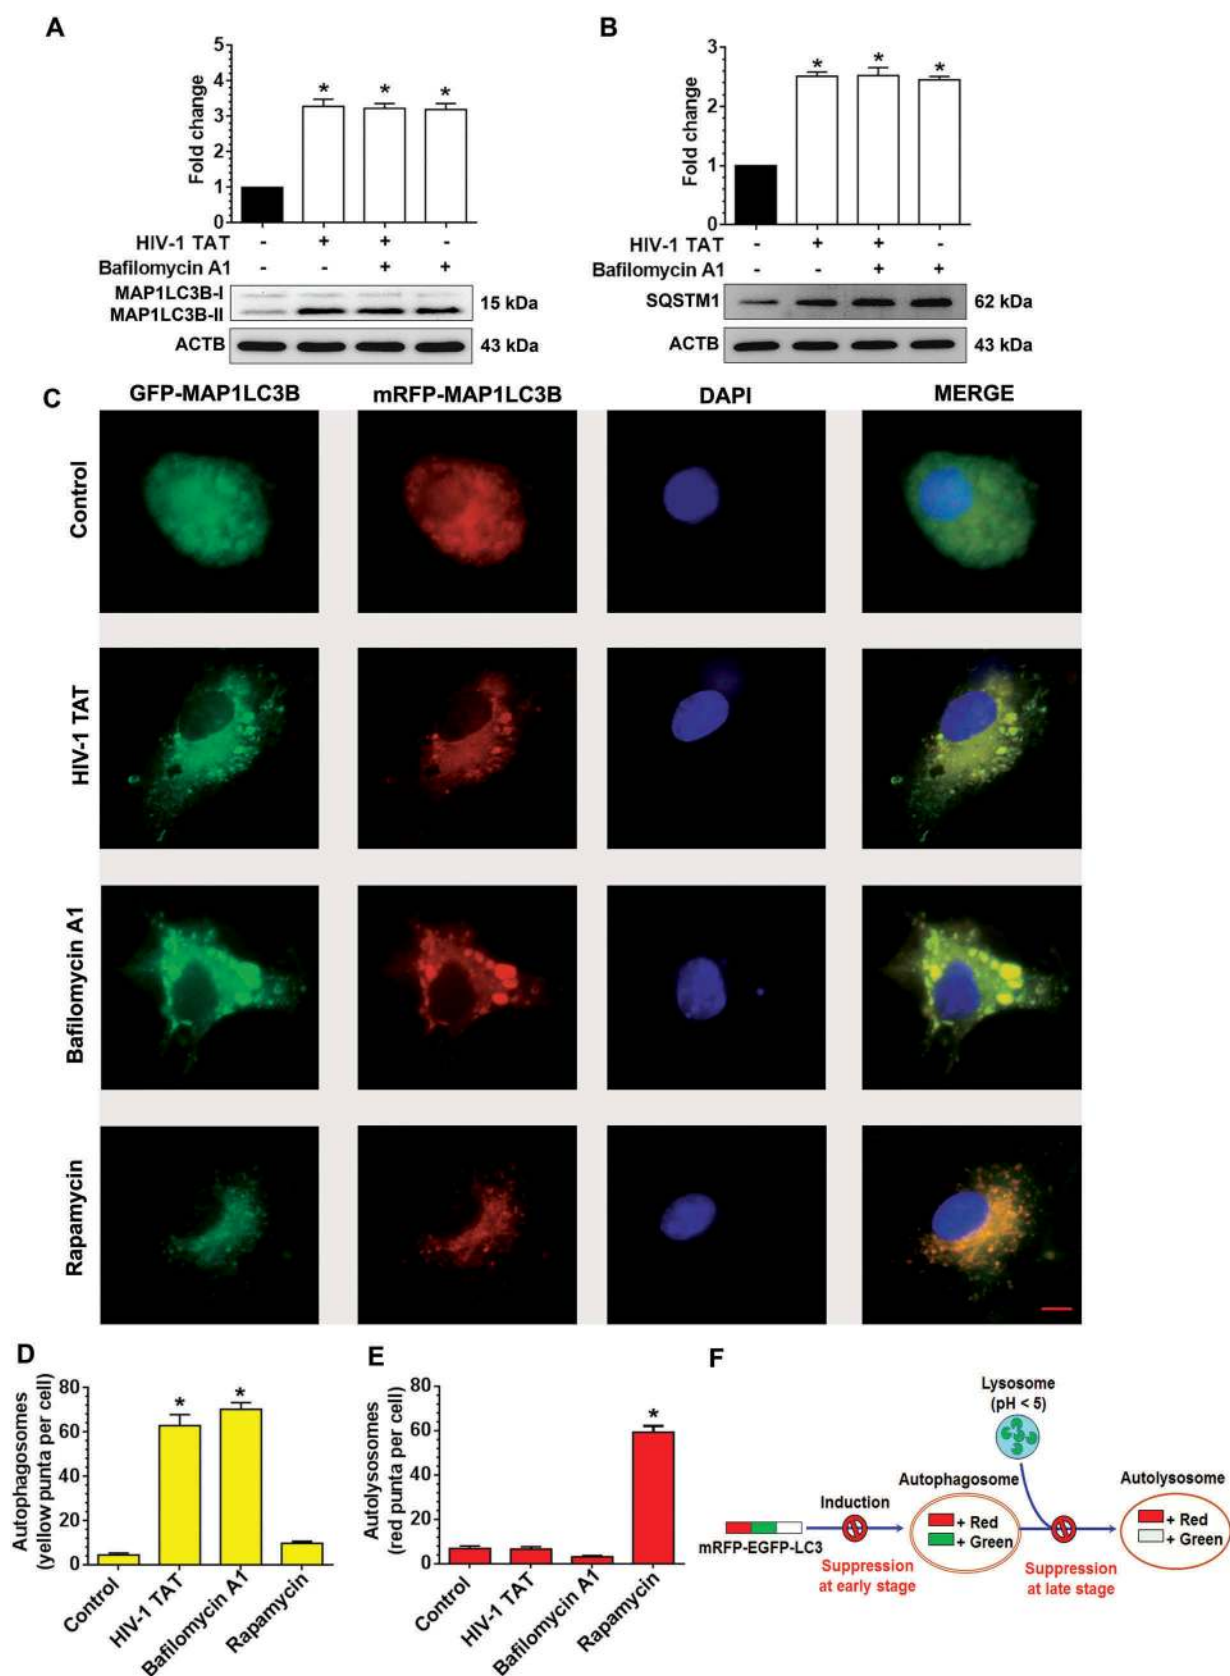 A
Fold change
5
4
3
2
1
0
* * *
HIV-1 TAT - + + -
Bafilomycin A1 - - + +
MAP1LC3B-I
MAP1LC3B-II
15 kDa
ACTB
43 kDa
B
Fold change
3
2
1
0
* * *
HIV-1 TAT - + + -
Bafilomycin A1 - - + +
SQSTM1
62 kDa
ACTB
43 kDa
C
GFP-MAP1LC3B mRFP-MAP1LC3B DAPI MERGE
Control
HIV-1 TAT
Bafilomycin A1
Rapamycin
D
Autophagosomes
(yellow punta per cell)
80
60
40
20
0
* *
Control
HIV-1 TAT
Bafilomycin A1
Rapamycin
E
Autolysosomes
(red punta per cell)
80
60
40
20
0
*
Control
HIV-1 TAT
Bafilomycin A1
Rapamycin
F
Lysosome
(pH < 5)
Autophagosome
Autolysosome
Induction
+ Red
+ Green
+ Red
+ Green
mRFP-EGFP-LC3
Suppression
at early stage
Suppression
at late stage